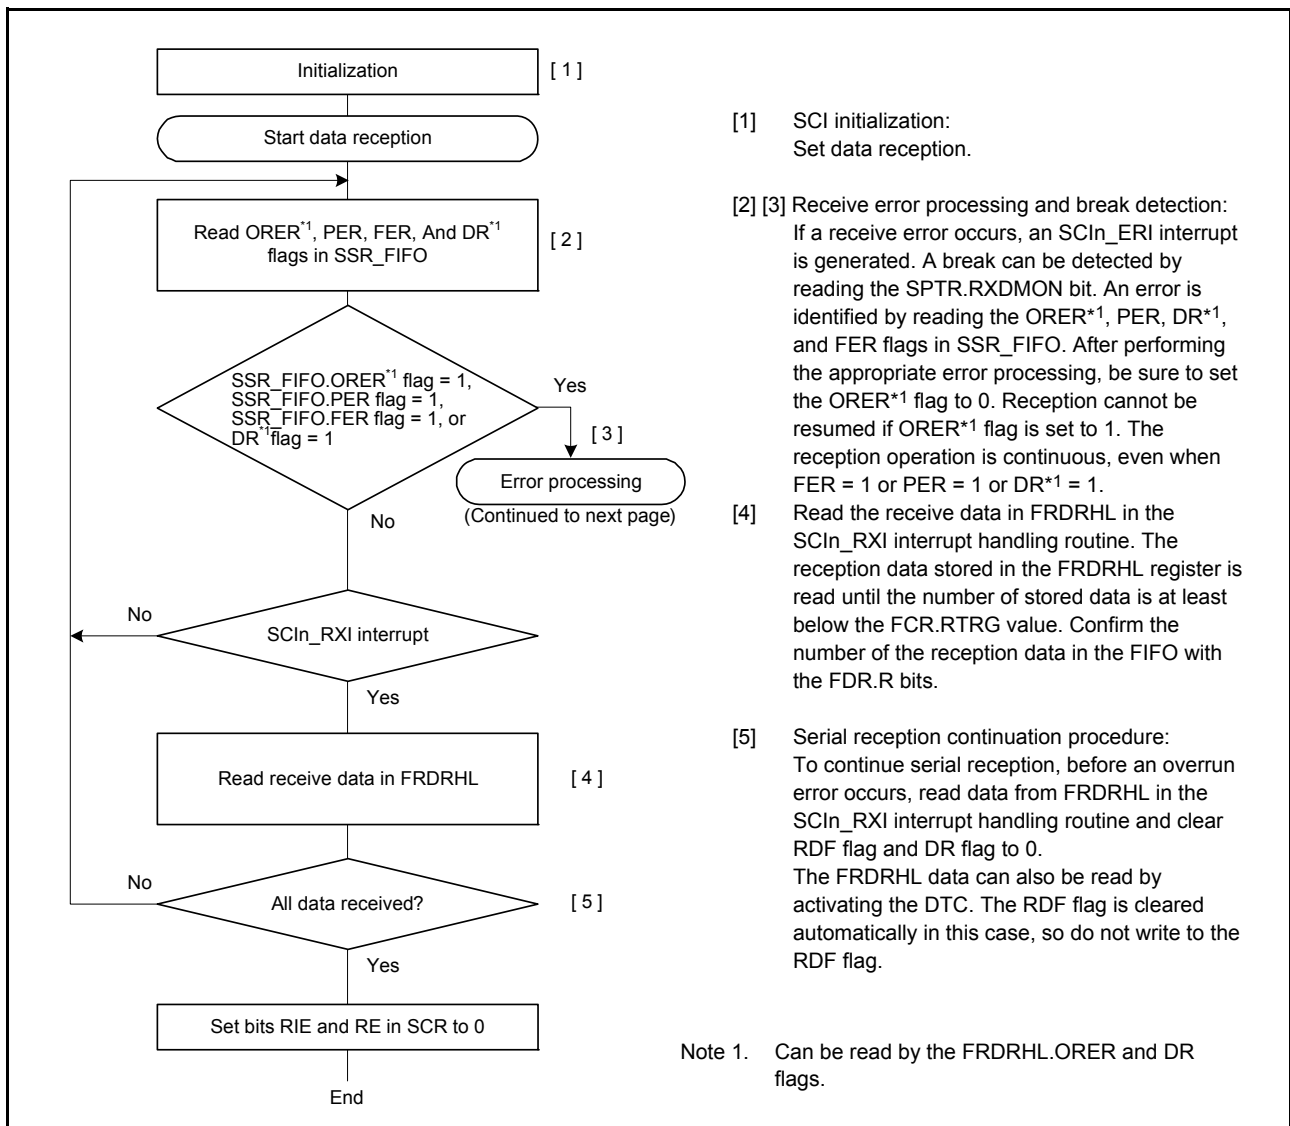 Initialization
[ 1 ]
Start data reception
Read ORER*1, PER, FER, And DR*1
flags in SSR_FIFO
[ 2 ]
SSR_FIFO.ORER*1 flag = 1,
SSR_FIFO.PER flag = 1,
SSR_FIFO.FER flag = 1, or
DR*1flag = 1
Yes
[ 3 ]
Error processing
(Continued to next page)
No
No
SCIn_RXI interrupt
Yes
Read receive data in FRDRHL
[ 4 ]
No
All data received?
[ 5 ]
Yes
Set bits RIE and RE in SCR to 0
End
[1] SCI initialization:
Set data reception.
[2] [3] Receive error processing and break detection:
If a receive error occurs, an SCIn_ERI interrupt
is generated. A break can be detected by
reading the SPTR.RXDMON bit. An error is
identified by reading the ORER*1, PER, DR*1,
and FER flags in SSR_FIFO. After performing
the appropriate error processing, be sure to set
the ORER*1 flag to 0. Reception cannot be
resumed if ORER*1 flag is set to 1. The
reception operation is continuous, even when
FER = 1 or PER = 1 or DR*1 = 1.
[4] Read the receive data in FRDRHL in the
SCIn_RXI interrupt handling routine. The
reception data stored in the FRDRHL register is
read until the number of stored data is at least
below the FCR.RTRG value. Confirm the
number of the reception data in the FIFO with
the FDR.R bits.
[5] Serial reception continuation procedure:
To continue serial reception, before an overrun
error occurs, read data from FRDRHL in the
SCIn_RXI interrupt handling routine and clear
RDF flag and DR flag to 0.
The FRDRHL data can also be read by
activating the DTC. The RDF flag is cleared
automatically in this case, so do not write to the
RDF flag.
Note 1. Can be read by the FRDRHL.ORER and DR
flags.